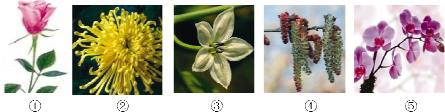 ① ② ③ ④ ⑤